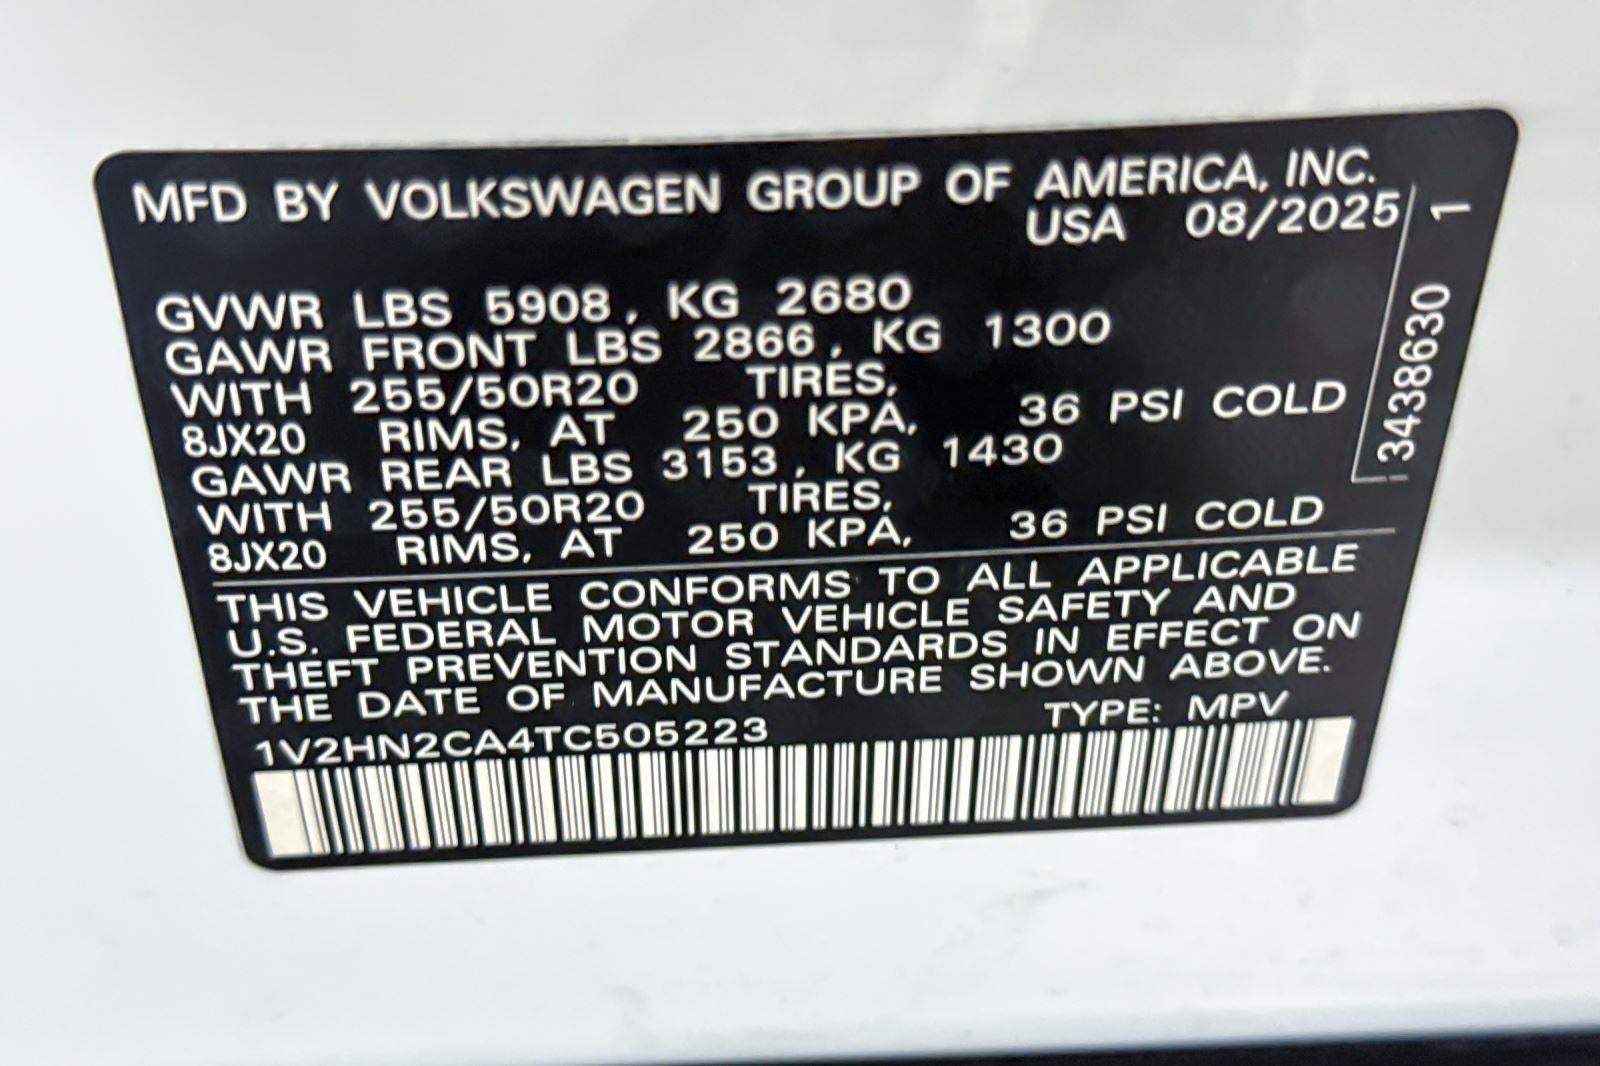 MFD BY VOLKSWAGEN GROUP OF AMERICA, INC.
USA 08/2025
GVWR LBS 5908, KG 2680
GAWR FRONT LBS 2866, KG 1300
WITH 255/50R20 TIRES,
8JX20 RIMS, AT 250 KPA, 36 PSI COLD
GAWR REAR LBS 3153, KG 1430
WITH 255/50R20 TIRES,
8JX20 RIMS, AT 250 KPA, 36 PSI COLD
THIS VEHICLE CONFORMS TO ALL APPLICABLE
U.S. FEDERAL MOTOR VEHICLE SAFETY AND
THEFT PREVENTION STANDARDS IN EFFECT ON
THE DATE OF MANUFACTURE SHOWN ABOVE.
1V2HN2CA4TC505223 TYPE: MPV
3438630 1